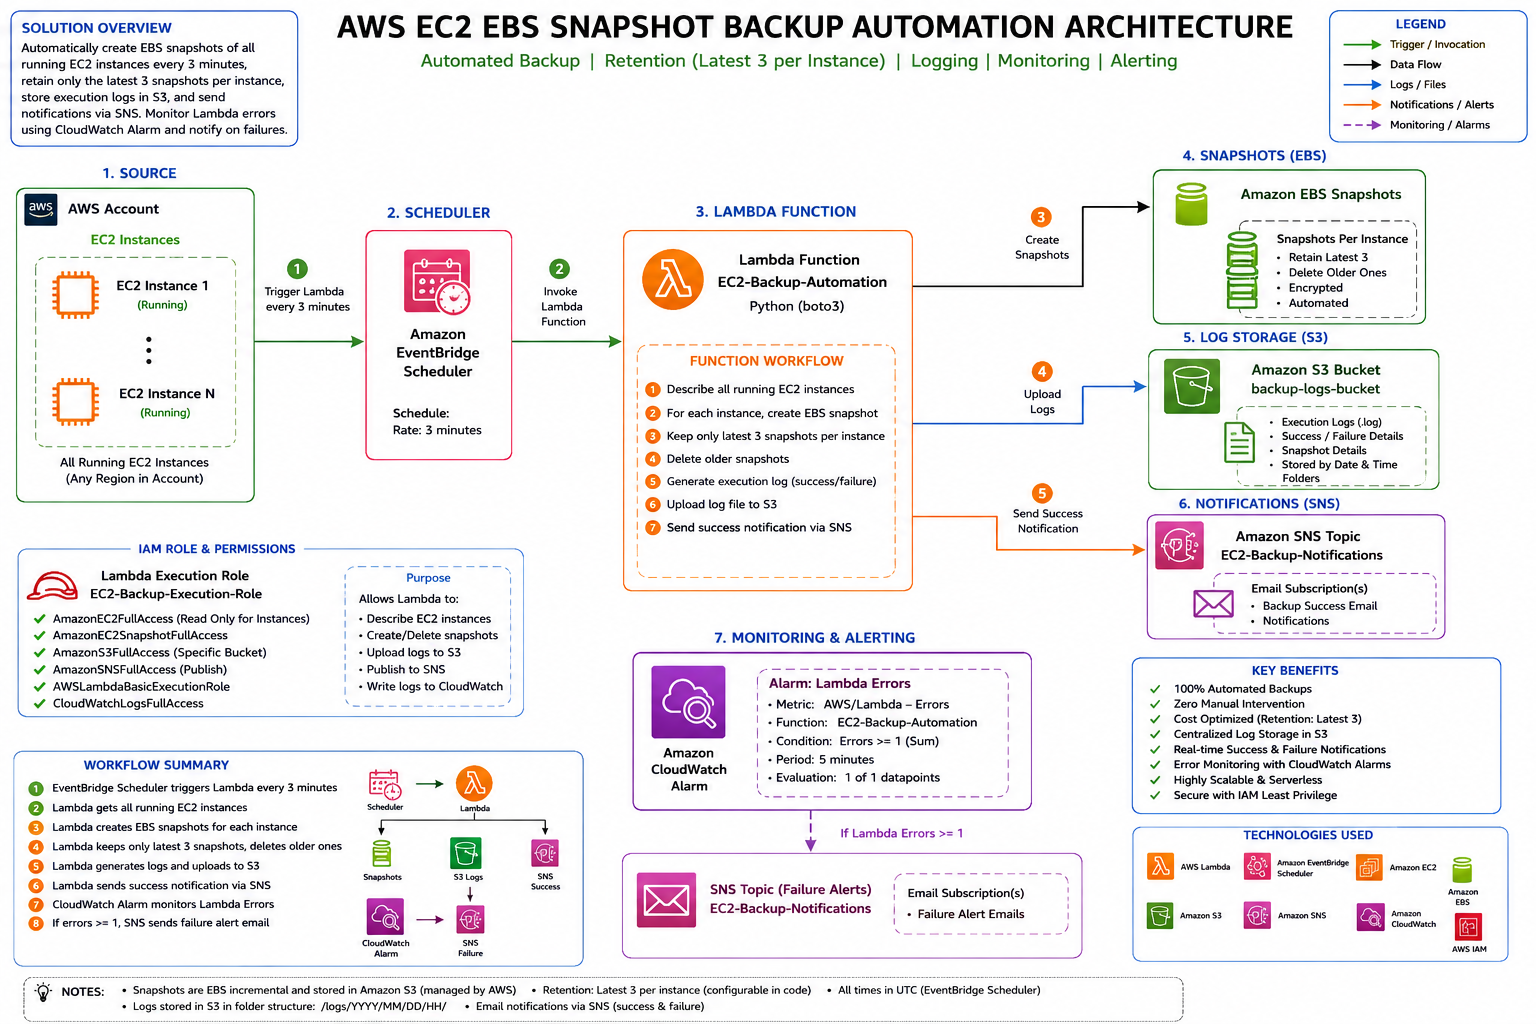 SOLUTION OVERVIEW
Automatically create EBS snapshots of all
running EC2 instances every 3 minutes,
retain only the latest 3 snapshots per instance,
store execution logs in S3, and send
notifications via SNS. Monitor Lambda errors
using CloudWatch Alarm and notify on failures.
AWS EC2 EBS SNAPSHOT BACKUP AUTOMATION ARCHITECTURE
Automated Backup | Retention (Latest 3 per Instance) | Logging | Monitoring | Alerting
LEGEND
Trigger / Invocation
Data Flow
Logs / Files
Notifications / Alerts
Monitoring / Alarms
1. SOURCE
aws
AWS Account
EC2 Instances
EC2 Instance 1
(Running)
EC2 Instance N
(Running)
All Running EC2 Instances
(Any Region in Account)
1
Trigger Lambda
every 3 minutes
2. SCHEDULER
Amazon
EventBridge
Scheduler
Schedule:
Rate: 3 minutes
2
Invoke
Lambda
Function
3. LAMBDA FUNCTION
Lambda Function
EC2-Backup-Automation
Python (boto3)
FUNCTION WORKFLOW
1 Describe all running EC2 instances
2 For each instance, create EBS snapshot
3 Keep only latest 3 snapshots per instance
4 Delete older snapshots
5 Generate execution log (success/failure)
6 Upload log file to S3
7 Send success notification via SNS
3
Create
Snapshots
4
Upload
Logs
5
Send Success
Notification
4. SNAPSHOTS (EBS)
Amazon EBS Snapshots
Snapshots Per Instance
• Retain Latest 3
• Delete Older Ones
• Encrypted
• Automated
5. LOG STORAGE (S3)
Amazon S3 Bucket
backup-logs-bucket
• Execution Logs (.log)
• Success / Failure Details
• Snapshot Details
• Stored by Date & Time
Folders
6. NOTIFICATIONS (SNS)
Amazon SNS Topic
EC2-Backup-Notifications
Email Subscription(s)
• Backup Success Email
• Notifications
IAM ROLE & PERMISSIONS
Lambda Execution Role
EC2-Backup-Execution-Role
AmazonEC2FullAccess (Read Only for Instances)
AmazonEC2SnapshotFullAccess
AmazonS3FullAccess (Specific Bucket)
AmazonSNSFullAccess (Publish)
AWSLambdaBasicExecutionRole
CloudWatchLogsFullAccess
Purpose
Allows Lambda to:
• Describe EC2 instances
• Create/Delete snapshots
• Upload logs to S3
• Publish to SNS
• Write logs to CloudWatch
7. MONITORING & ALERTING
Amazon
CloudWatch
Alarm
Alarm: Lambda Errors
• Metric: AWS/Lambda – Errors
• Function: EC2-Backup-Automation
• Condition: Errors >= 1 (Sum)
• Period: 5 minutes
• Evaluation: 1 of 1 datapoints
If Lambda Errors >= 1
SNS Topic (Failure Alerts)
EC2-Backup-Notifications
Email Subscription(s)
• Failure Alert Emails
KEY BENEFITS
100% Automated Backups
Zero Manual Intervention
Cost Optimized (Retention: Latest 3)
Centralized Log Storage in S3
Real-time Success & Failure Notifications
Error Monitoring with CloudWatch Alarms
Highly Scalable & Serverless
Secure with IAM Least Privilege
WORKFLOW SUMMARY
1 EventBridge Scheduler triggers Lambda every 3 minutes
2 Lambda gets all running EC2 instances
3 Lambda creates EBS snapshots for each instance
4 Lambda keeps only latest 3 snapshots, deletes older ones
5 Lambda generates logs and uploads to S3
6 Lambda sends success notification via SNS
7 CloudWatch Alarm monitors Lambda Errors
8 If errors >= 1, SNS sends failure alert email
Scheduler
Lambda
Snapshots
S3 Logs
SNS
Success
CloudWatch
Alarm
SNS
Failure
TECHNOLOGIES USED
AWS Lambda
Amazon EventBridge
Scheduler
Amazon EC2
Amazon
EBS
Amazon S3
Amazon SNS
Amazon
CloudWatch
AWS IAM
NOTES:
• Snapshots are EBS incremental and stored in Amazon S3 (managed by AWS) • Retention: Latest 3 per instance (configurable in code) • All times in UTC (EventBridge Scheduler)
• Logs stored in S3 in folder structure: /logs/YYYY/MM/DD/HH/ • Email notifications via SNS (success & failure)